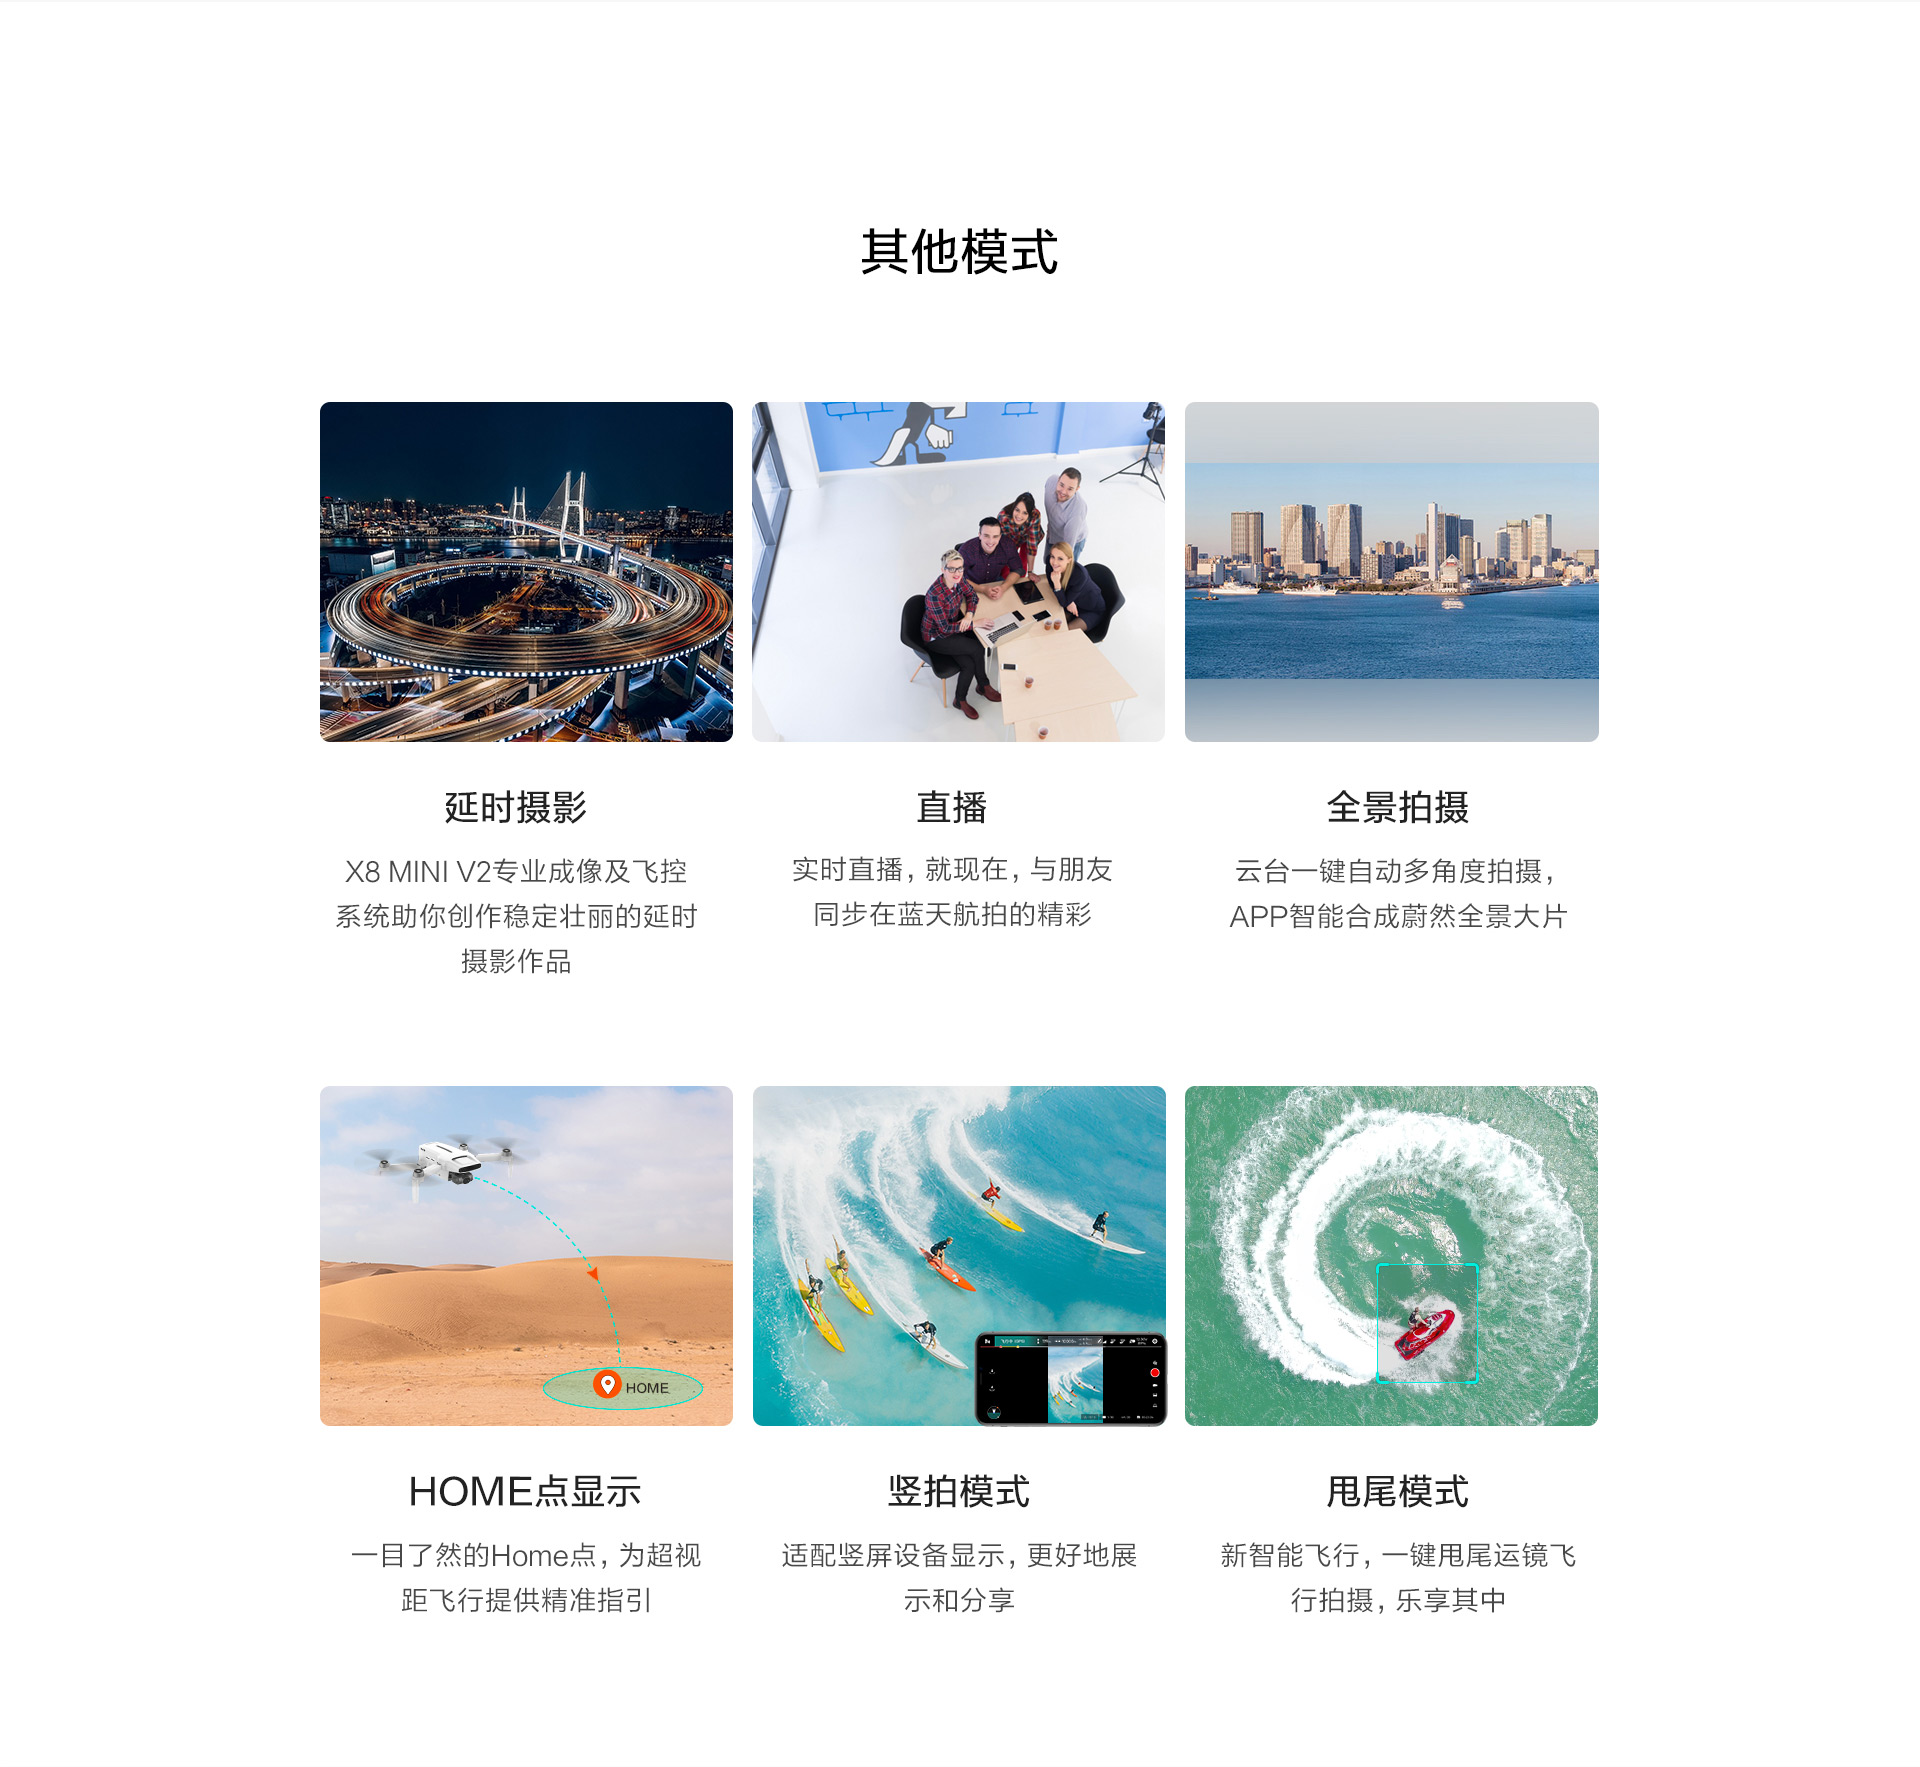 其他模式
延时摄影
X8 MINI V2专业成像及飞控
系统助你创作稳定壮丽的延时
摄影作品
直播
实时直播，就现在，与朋友
同步在蓝天航拍的精彩
全景拍摄
云台一键自动多角度拍摄，
APP智能合成蔚然全景大片
HOME
HOME点显示
一目了然的Home点，为超视
距飞行提供精准指引
竖拍模式
适配竖屏设备显示，更好地展
示和分享
甩尾模式
新智能飞行，一键甩尾运镜飞
行拍摄，乐享其中